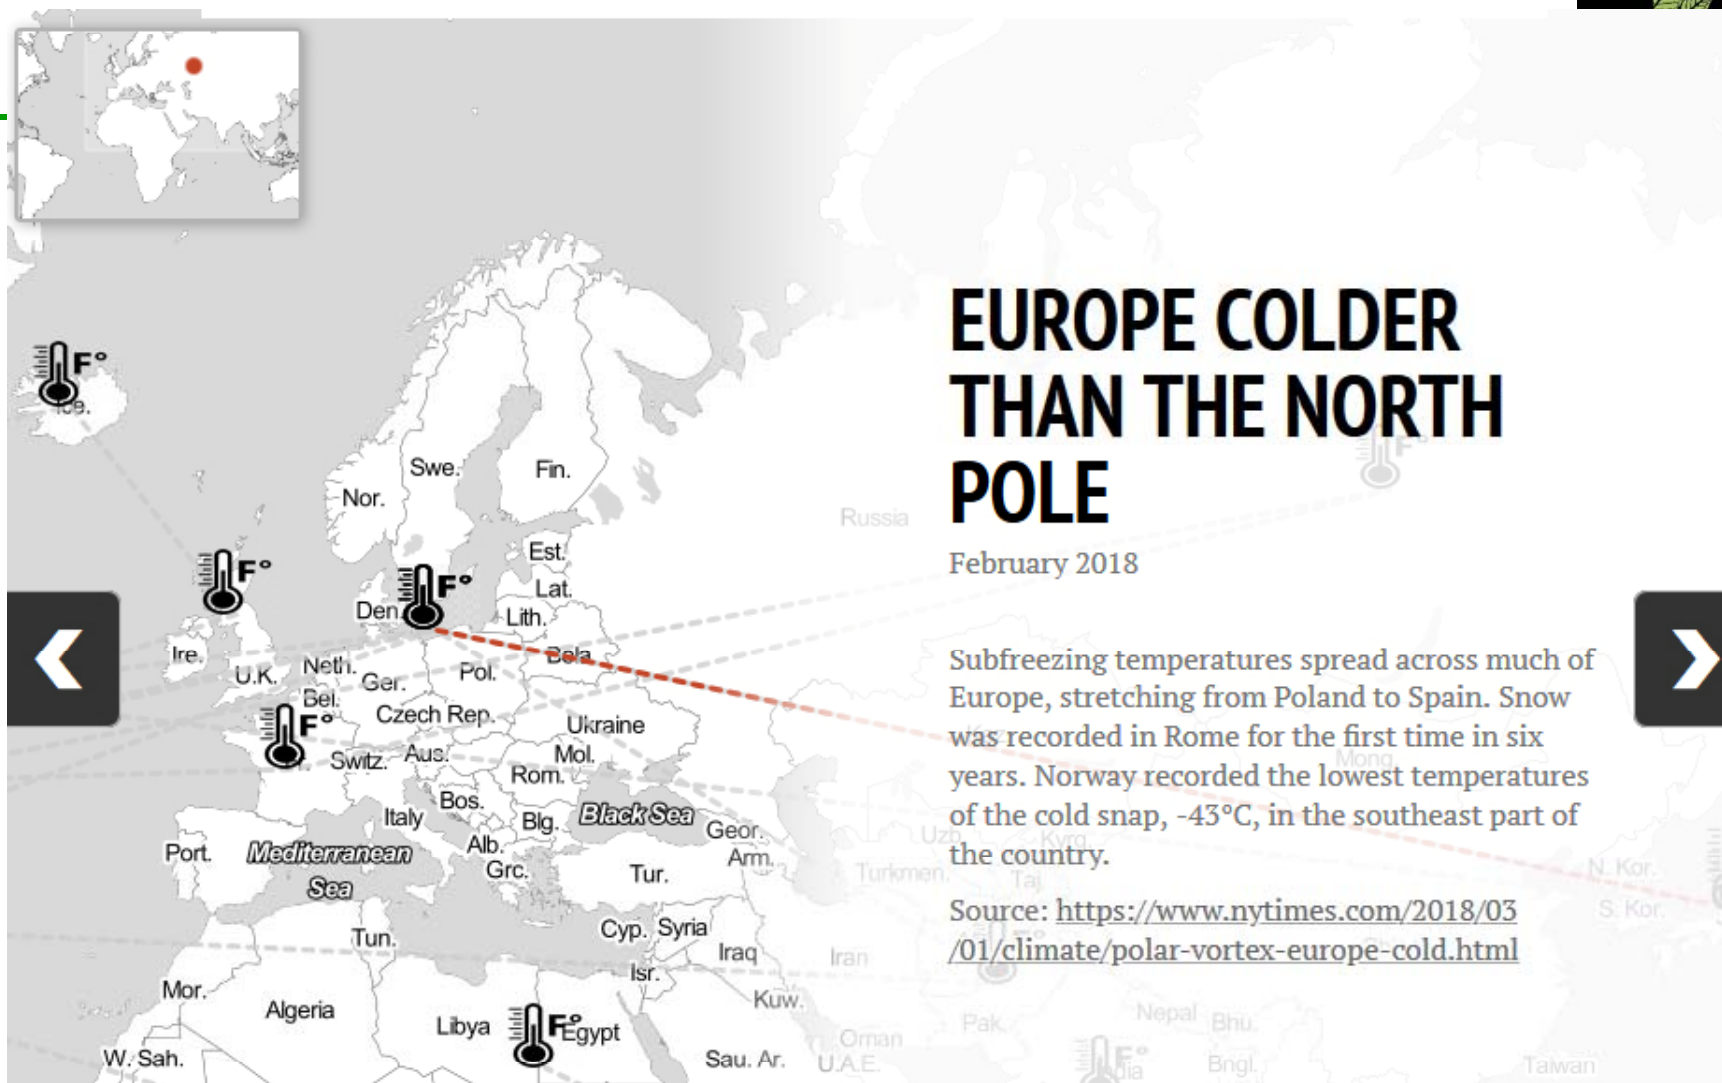 EUROPE COLDER
THAN THE NORTH
POLE
February 2018
Subfreezing temperatures spread across much of
Europe, stretching from Poland to Spain. Snow
was recorded in Rome for the first time in six
years. Norway recorded the lowest temperatures
of the cold snap, -43°C, in the southeast part of
the country.
Source: https://www.nytimes.com/2018/03
/01/climate/polar-vortex-europe-cold.html
F°
Ice.
Swe.
Fin.
Nor.
Russia
F°
Est.
F°
F°
Lat.
Den.
Lith.
Ire.
U.K.
Neth.
Ger.
Pol.
Bela.
Bel.
Czech Rep.
F°
Ukraine
Switz.
Aus.
Mol.
Rom.
Kaz.
Mong.
Bos.
Italy
Blg.
Black Sea
Geor.
Uzb.
Kyrg.
Port.
Mediterranean
Sea
Alb.
Grc.
Arm.
Tur.
Turkmen.
Taj.
N. Kor.
S. Kor.
Tun.
Cyp.
Syria
Iraq
Iran
F°
Isr.
Mor.
Algeria
Libya
F°
Egypt
Kuw.
Pak.
Nepal
Bhu.
Oman
W. Sah.
Sau. Ar.
U.A.E.
F°
Bngl.
Taiwan